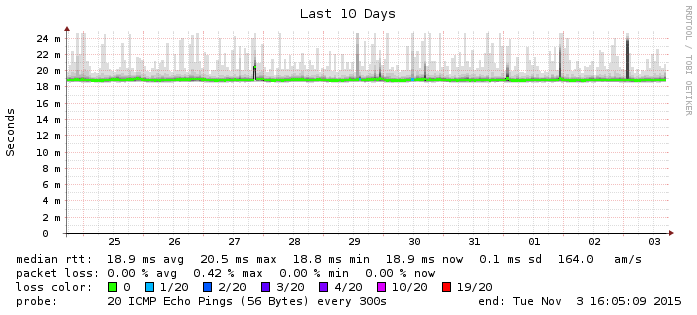 Last 10 Days
RRDTOOL / TOBI OETIKER
Seconds
24 m
22 m
20 m
18 m
16 m
14 m
12 m
10 m
8 m
6 m
4 m
2 m
0 m
25 26 27 28 29 30 31 01 02 03
median rtt: 18.9 ms avg 20.5 ms max 18.8 ms min 18.9 ms now 0.1 ms sd 164.0 am/s
packet loss: 0.00 % avg 0.42 % max 0.00 % min 0.00 % now
loss color: 0 1/20 2/20 3/20 4/20 10/20 19/20
probe: 20 ICMP Echo Pings (56 Bytes) every 300s end: Tue Nov 3 16:05:09 2015